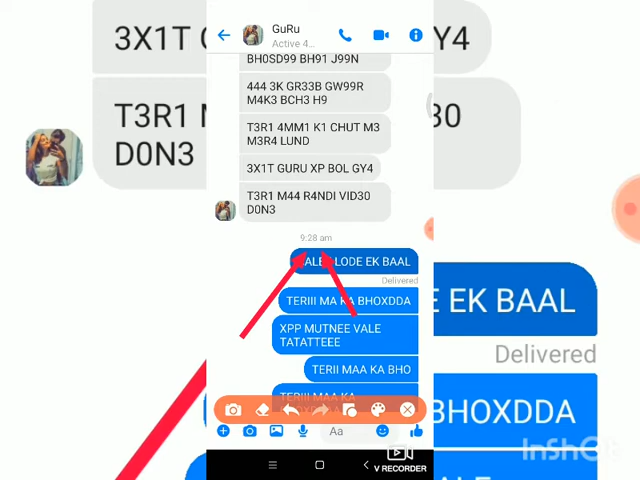 3X1T G
Y4
T3R1 M
30
D0N3
GuRu
Active 4...
BH0SD99 BH91 J99N
444 3K GR33B GW99R
M4K3 BCH3 H9
T3R1 4MM1 K1 CHUT M3
M3R4 LUND
3X1T GURU XP BOL GY4
T3R1 M44 R4NDI VID30
D0N3
9:28 am
LODE EK BAAL
Delivered
TERIII MA KA BHOXDDA
XPP MUTNEE VALE
TATATTEEE
TERII MAA KA BHO
TERII MAA KA
Aa
E EK BAAL
Delivered
BHOXDDA
V RECORDER
InShOt